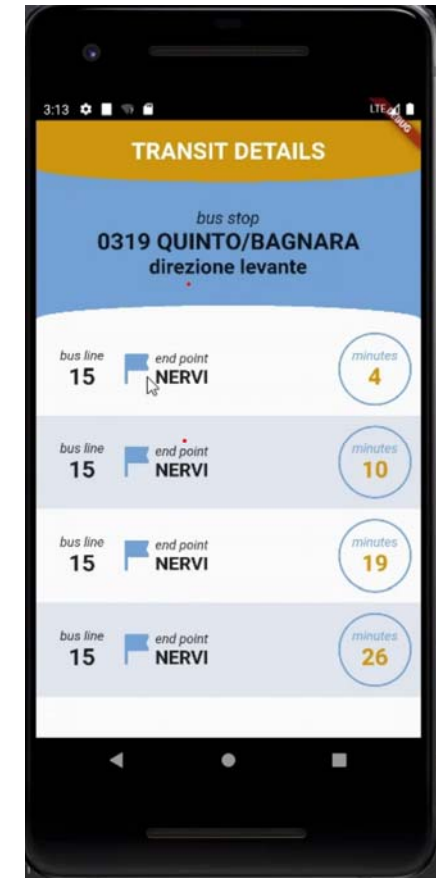 3:13 LTE
DEBUG
TRANSIT DETAILS
bus stop
0319 QUINTO/BAGNARA
direzione levante
bus line end point minutes
15 NERVI 4
bus line end point minutes
15 NERVI 10
bus line end point minutes
15 NERVI 19
bus line end point minutes
15 NERVI 26